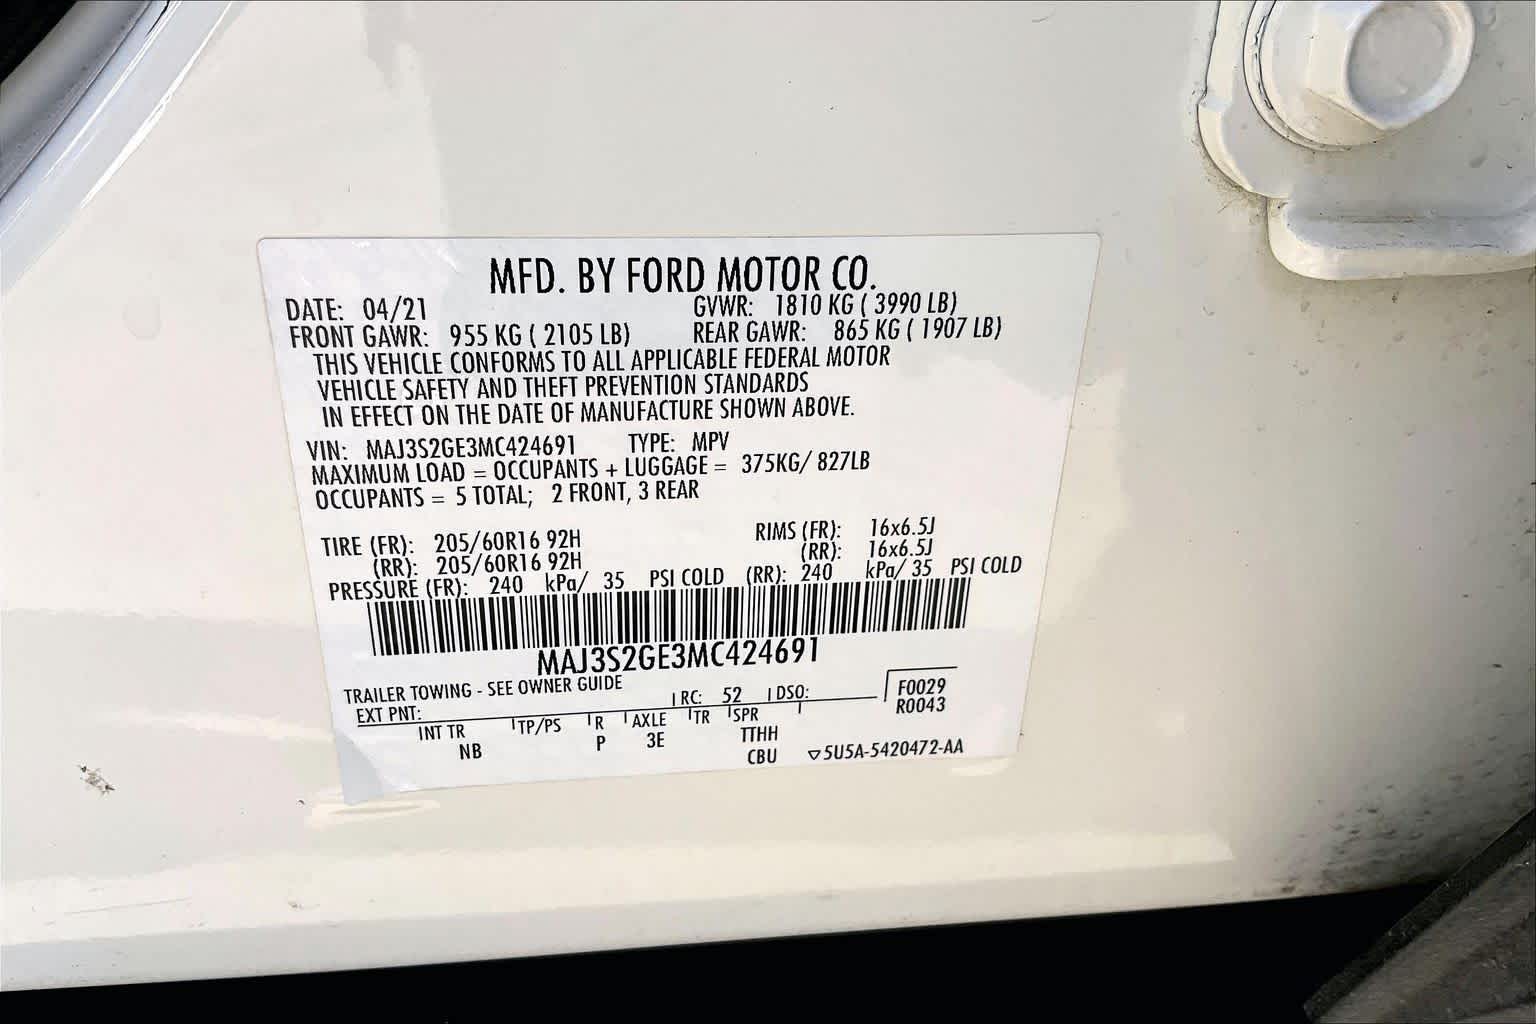 MFD. BY FORD MOTOR CO.
DATE: 04/21 GVWR: 1810 KG ( 3990 LB)
FRONT GAWR: 955 KG ( 2105 LB) REAR GAWR: 865 KG ( 1907 LB)
THIS VEHICLE CONFORMS TO ALL APPLICABLE FEDERAL MOTOR
VEHICLE SAFETY AND THEFT PREVENTION STANDARDS
IN EFFECT ON THE DATE OF MANUFACTURE SHOWN ABOVE.
VIN: MAJ3S2GE3MC424691 TYPE: MPV
MAXIMUM LOAD = OCCUPANTS + LUGGAGE = 375KG/ 827LB
OCCUPANTS = 5 TOTAL; 2 FRONT, 3 REAR
TIRE (FR): 205/60R16 92H RIMS (FR): 16x6.5J
(RR): 205/60R16 92H (RR): 16x6.5J
PRESSURE (FR): 240 kPa/ 35 PSI COLD (RR): 240 kPa/ 35 PSI COLD
MAJ3S2GE3MC424691
TRAILER TOWING - SEE OWNER GUIDE
EXT PNT: RC: 52 DSO: F0029
R0043
INT TR TP/PS R AXLE TR SPR
NB P 3E TTHH
CBU ▽5U5A-5420472-AA